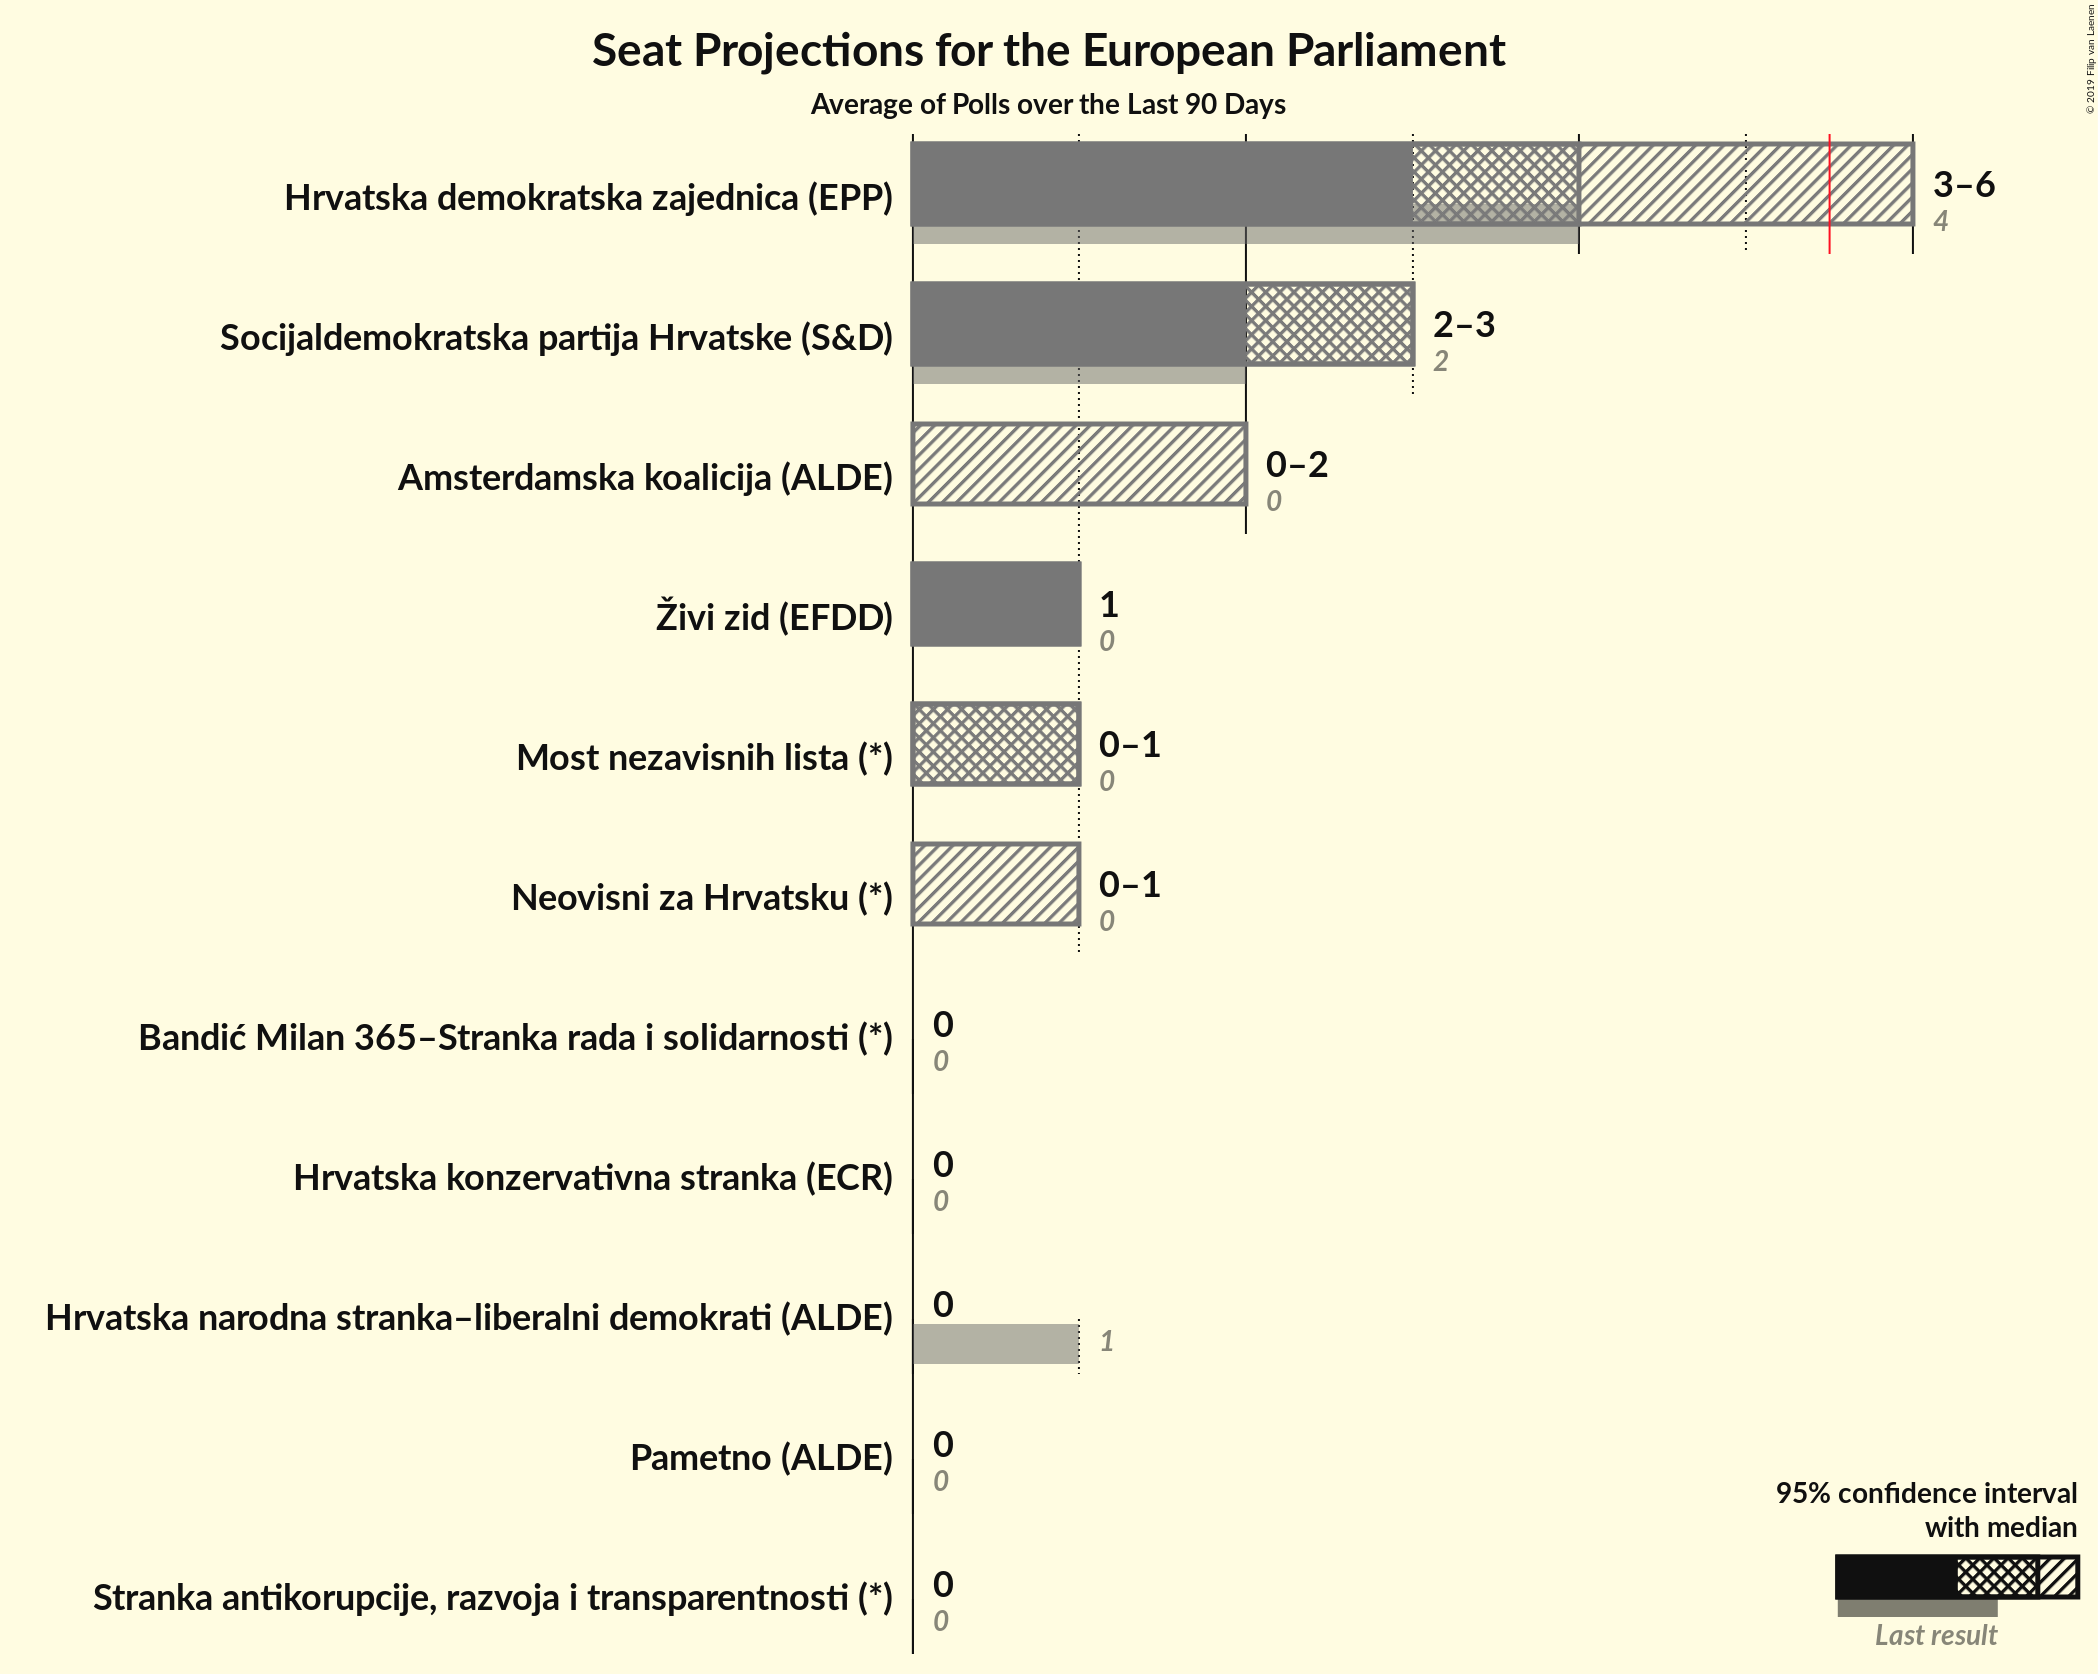 Seat Projections for the European Parliament
Average of Polls over the Last 90 Days
© 2019 Filip van Laenen
Hrvatska demokratska zajednica (EPP)
3–6
4
Socijaldemokratska partija Hrvatske (S&D)
2–3
2
Amsterdamska koalicija (ALDE)
0–2
0
Živi zid (EFDD)
1
0
Most nezavisnih lista (*)
0–1
0
Neovisni za Hrvatsku (*)
0–1
0
Bandić Milan 365–Stranka rada i solidarnosti (*)
0
0
Hrvatska konzervativna stranka (ECR)
0
0
Hrvatska narodna stranka–liberalni demokrati (ALDE)
0
1
Pametno (ALDE)
0
0
Stranka antikorupcije, razvoja i transparentnosti (*)
0
0
95% confidence interval
with median
Last result